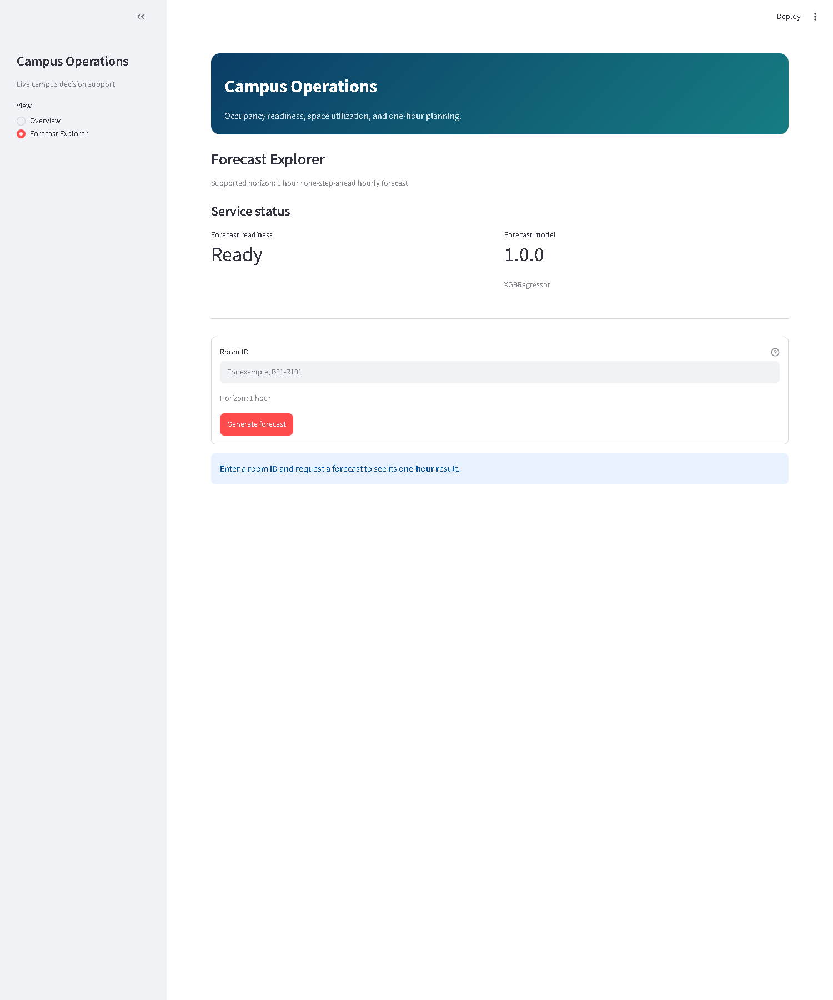 Deploy
Campus Operations
Live campus decision support
View
Overview
Forecast Explorer
Campus Operations
Occupancy readiness, space utilization, and one-hour planning.
Forecast Explorer
Supported horizon: 1 hour · one-step-ahead hourly forecast
Service status
Forecast readiness
Ready
Forecast model
1.0.0
XGBRegressor
Room ID
For example, B01-R101
Horizon: 1 hour
Generate forecast
Enter a room ID and request a forecast to see its one-hour result.